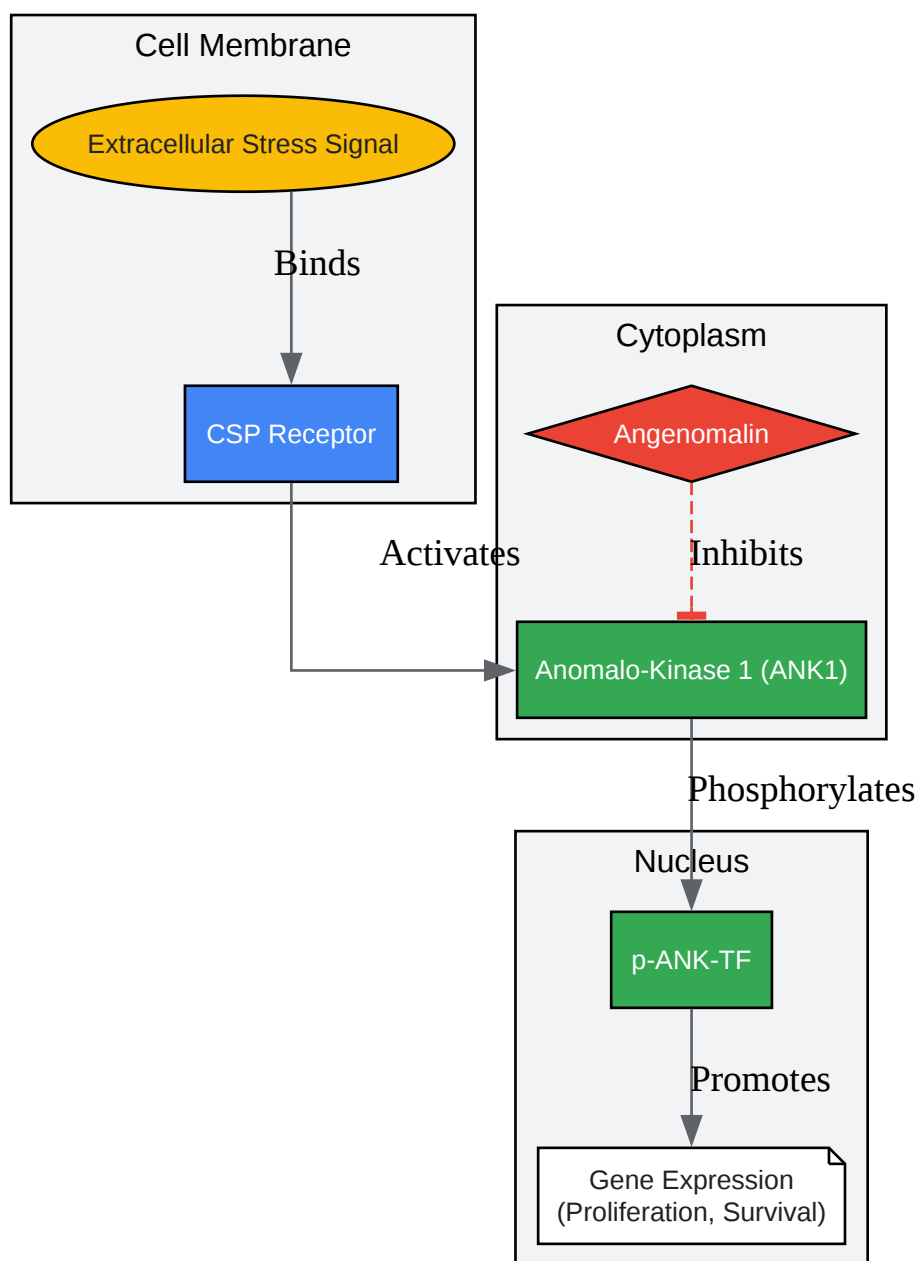 Cell Membrane
Extracellular Stress Signal
Binds
CSP Receptor
Cytoplasm
Angenomalin
Activates
Inhibits
Anomalo-Kinase 1 (ANK1)
Phosphorylates
Nucleus
p-ANK-TF
Promotes
Gene Expression
(Proliferation, Survival)